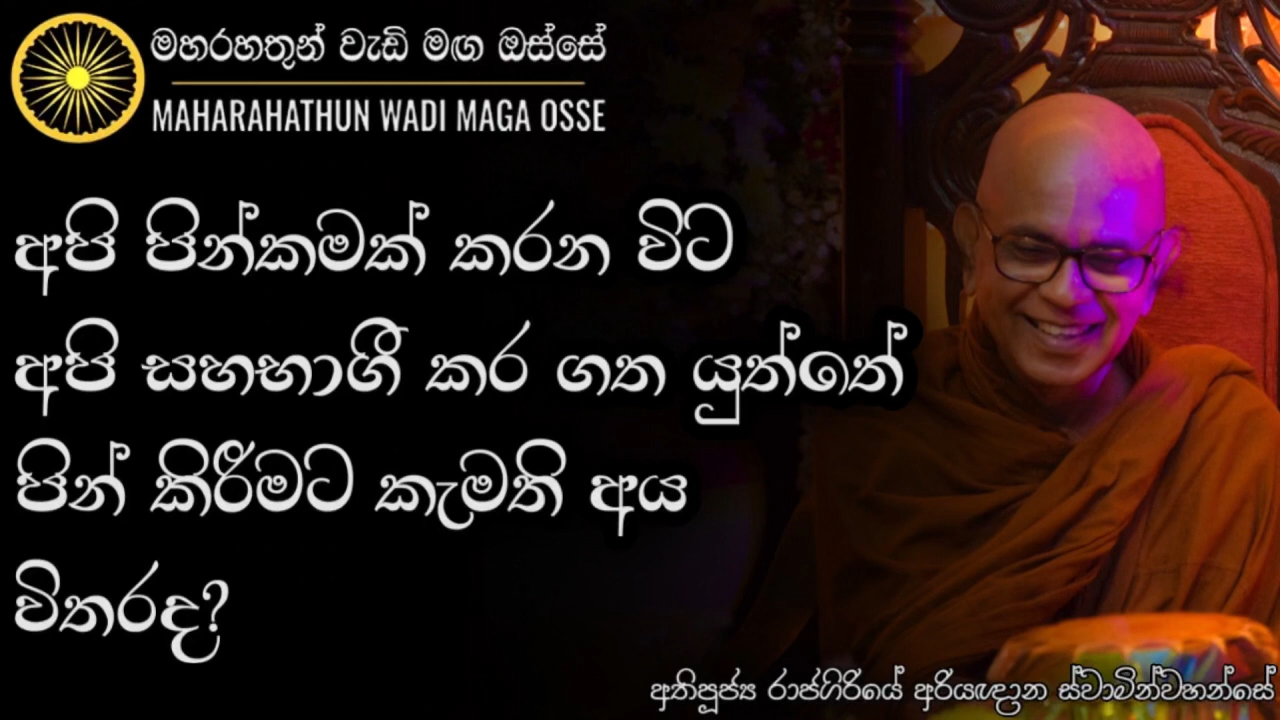 මහරහතුන් වැඩි මඟ ඔස්සේ
MAHARAHATHUN WADI MAGA OSSE
අපි පින්කමක් කරන විට
අපි සහභාගී කර ගත යුත්තේ
පින් කිරීමට කැමති අය
විතරද?
අතිපූජ්‍ය රාජගිරියේ අරියඥාන ස්වාමින්වහන්සේ